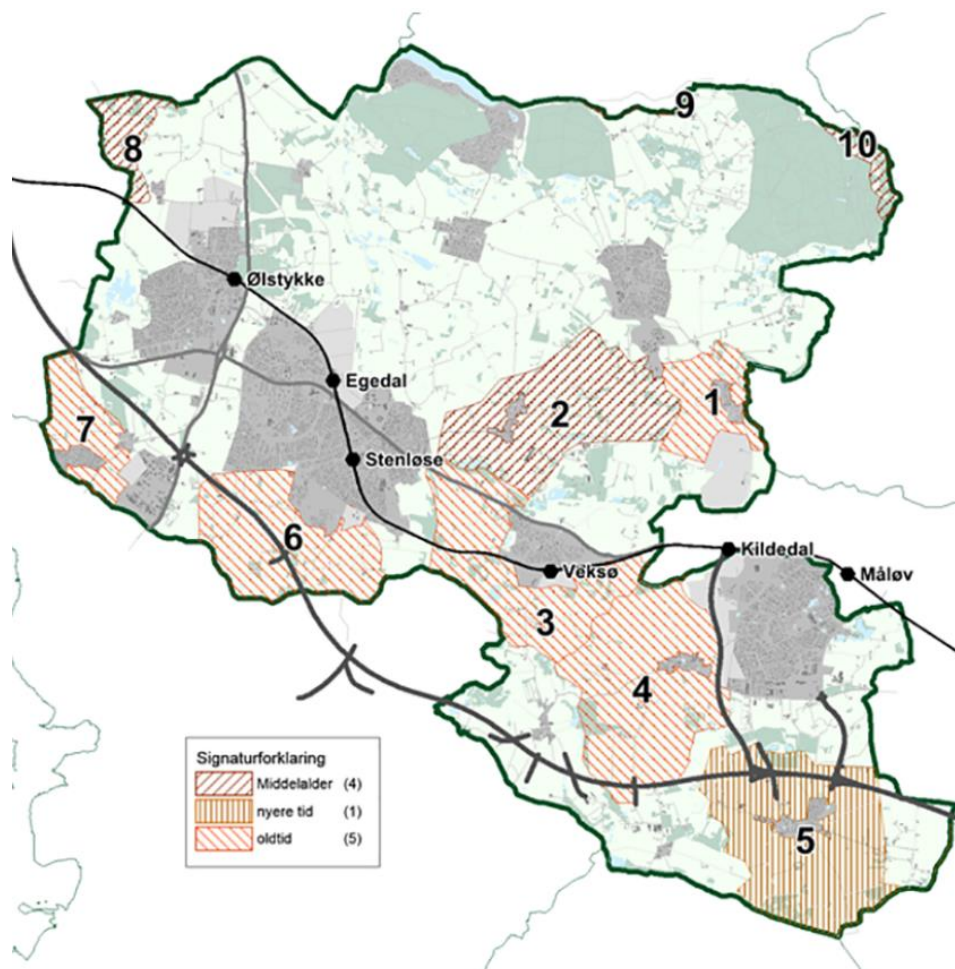 9
8
10
Ølstykke
Egedal
2
1
7
Stenløse
6
Kildedal
Veksø
Måløv
3
4
Signaturforklaring
Middelalder (4)
nyere tid (1)
oldtid (5)
5